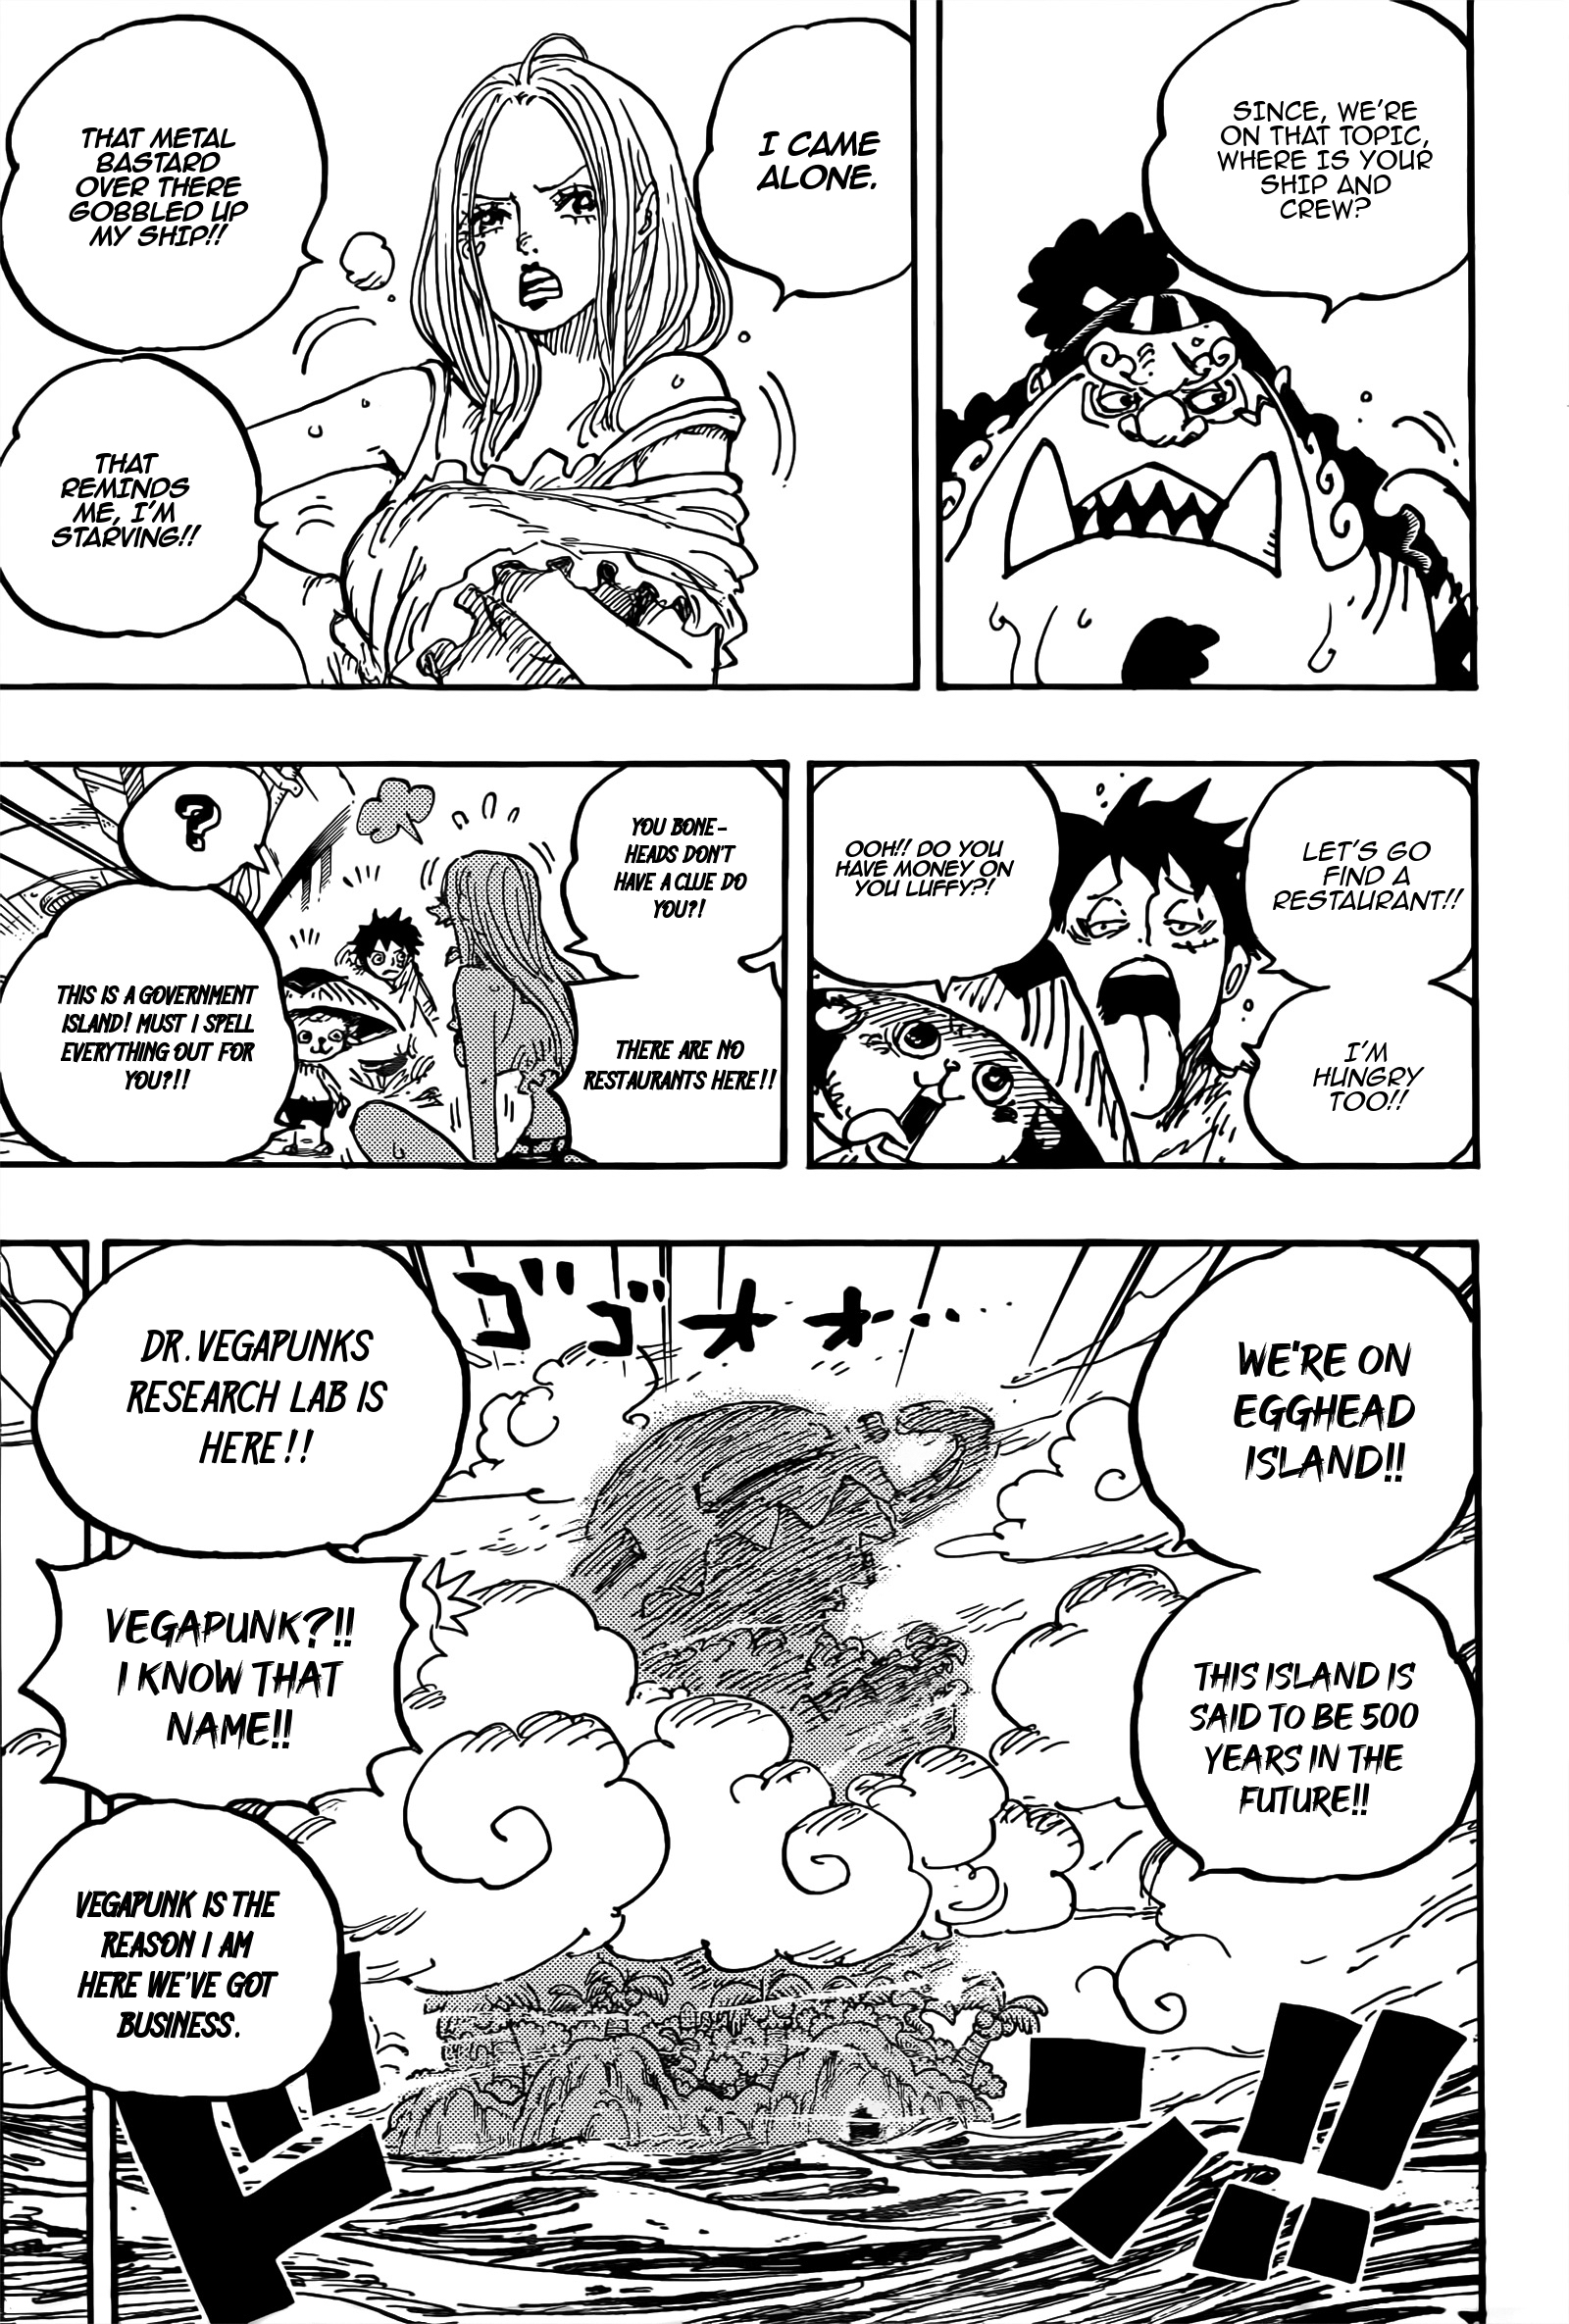 SINCE, WE'RE
ON THAT TOPIC,
WHERE IS YOUR
SHIP AND
CREW?
I CAME
ALONE.
THAT METAL
BASTARD
OVER THERE
GOBBLED UP
MY SHIP!!
THAT
REMINDS
ME, I'M
STARVING!!
LET'S GO
FIND A
RESTAURANT!!
I'M
HUNGRY
TOO!!
OOH!! DO YOU
HAVE MONEY ON
YOU LUFFY?!
YOU BONE-
HEADS DON'T
HAVE A CLUE DO
YOU?!
THERE ARE NO
RESTAURANTS HERE!!
?
THIS IS A GOVERNMENT
ISLAND! MUST I SPELL
EVERYTHING OUT FOR
YOU?!!
WE'RE ON
EGGHEAD
ISLAND!!
THIS ISLAND IS
SAID TO BE 500
YEARS IN THE
FUTURE!!
ゴゴオオ・・・
DR.VEGAPUNKS
RESEARCH LAB IS
HERE!!
VEGAPUNK?!!
I KNOW THAT
NAME!!
VEGAPUNK IS THE
REASON I AM
HERE WE'VE GOT
BUSINESS.
ドン!!